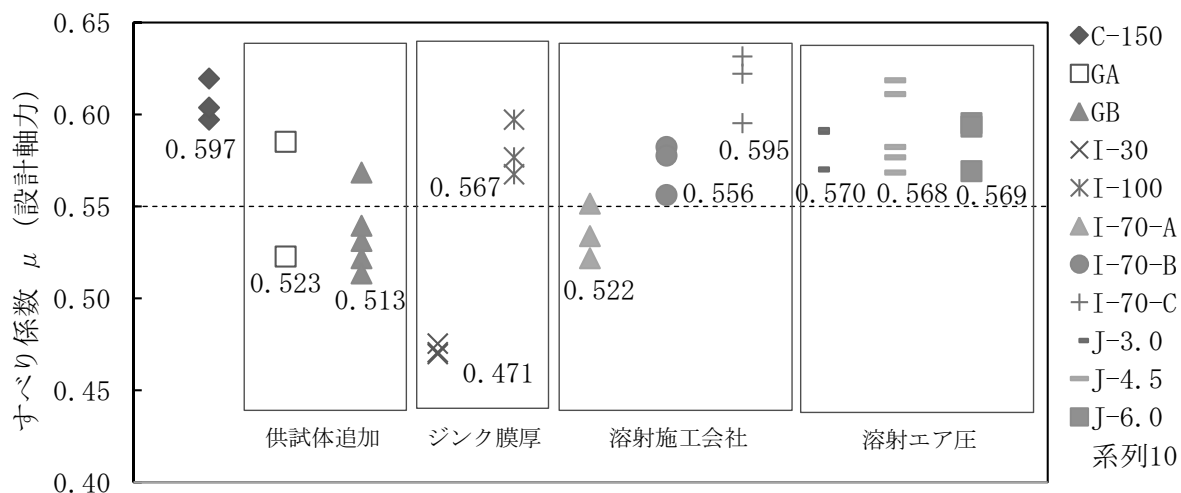 すべり係数 μ (設計軸力)
0.65
0.60
0.55
0.50
0.45
0.40
0.597
0.523
0.513
0.471
0.567
0.522
0.556
0.595
0.570
0.568
0.569
供試体追加
ジンク膜厚
溶射施工会社
溶射エア圧
C-150
GA
GB
I-30
I-100
I-70-A
I-70-B
I-70-C
J-3.0
J-4.5
J-6.0
系列10